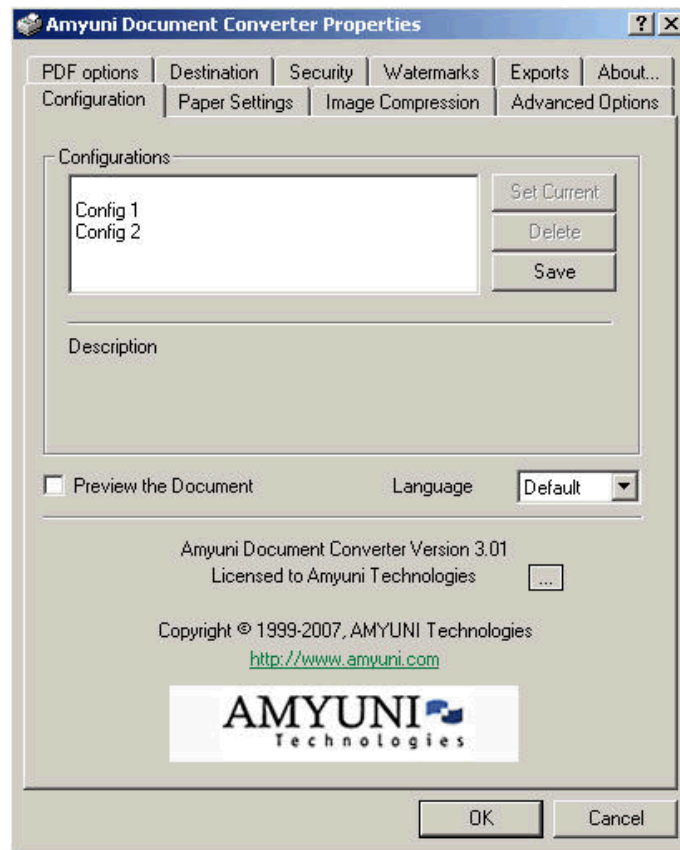 Amyuni Document Converter Properties
PDF options Destination Security Watermarks Exports About...
Configuration Paper Settings Image Compression Advanced Options
Configurations
Config 1
Config 2
Set Current
Delete
Save
Description
Preview the Document Language Default
Amyuni Document Converter Version 3.01
Licensed to Amyuni Technologies ...
Copyright © 1999-2007, AMYUNI Technologies
http://www.amyuni.com
AMYUNI
Technologies
OK Cancel